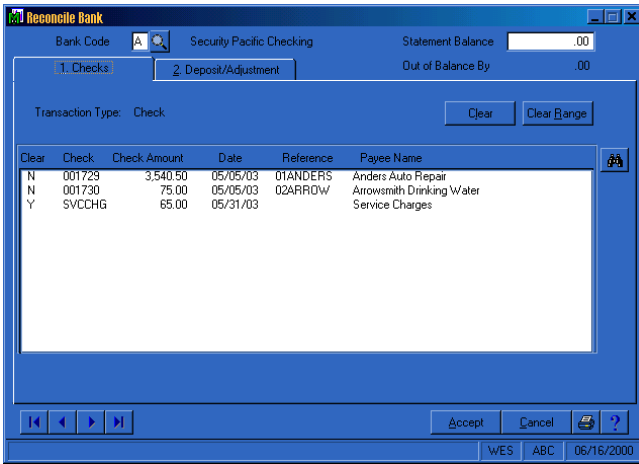 Reconcile Bank
Bank Code A Security Pacific Checking Statement Balance .00
1. Checks 2. Deposit/Adjustment Out of Balance By .00
Transaction Type: Check Clear Clear Range
Clear Check Check Amount Date Reference Payee Name
N 001729 3,540.50 05/05/03 01ANDERS Anders Auto Repair
N 001730 75.00 05/05/03 02ARROW Arrowsmith Drinking Water
Y SVCCHG 65.00 05/31/03 Service Charges
Accept Cancel ?
WES ABC 06/16/2000